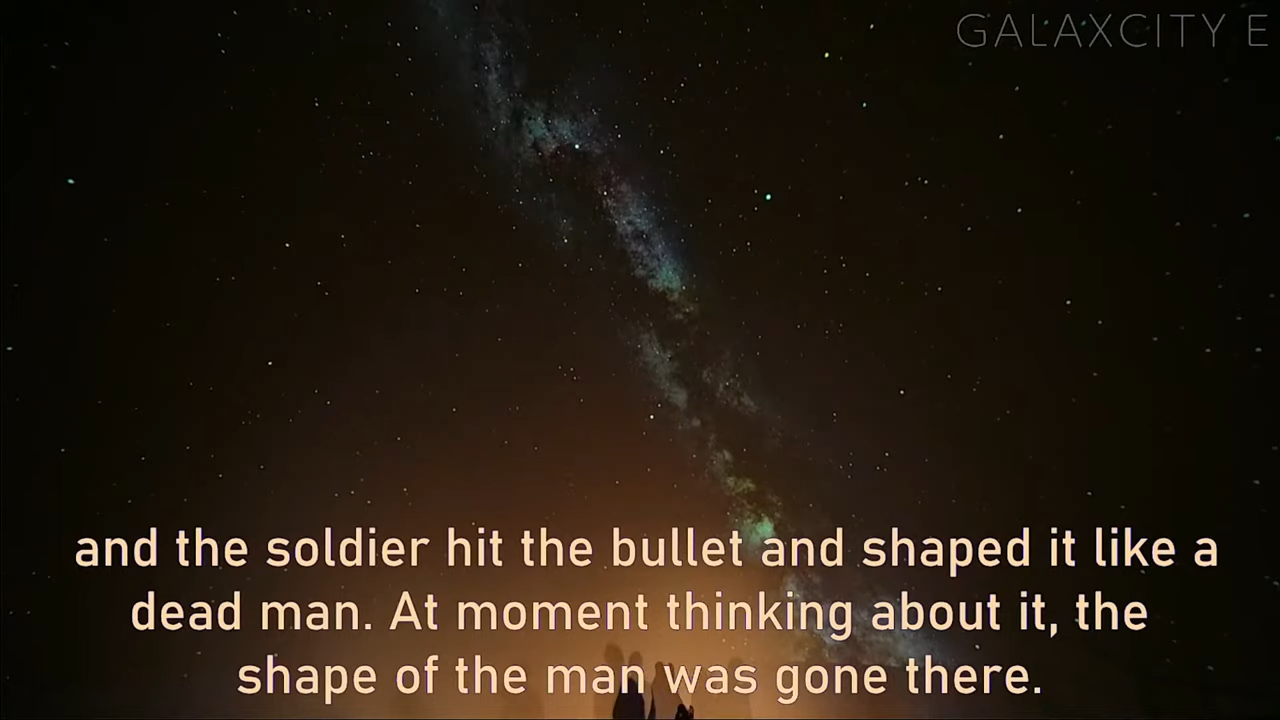 GALAXCITY E
and the soldier hit the bullet and shaped it like a
dead man. At moment thinking about it, the
shape of the man was gone there.